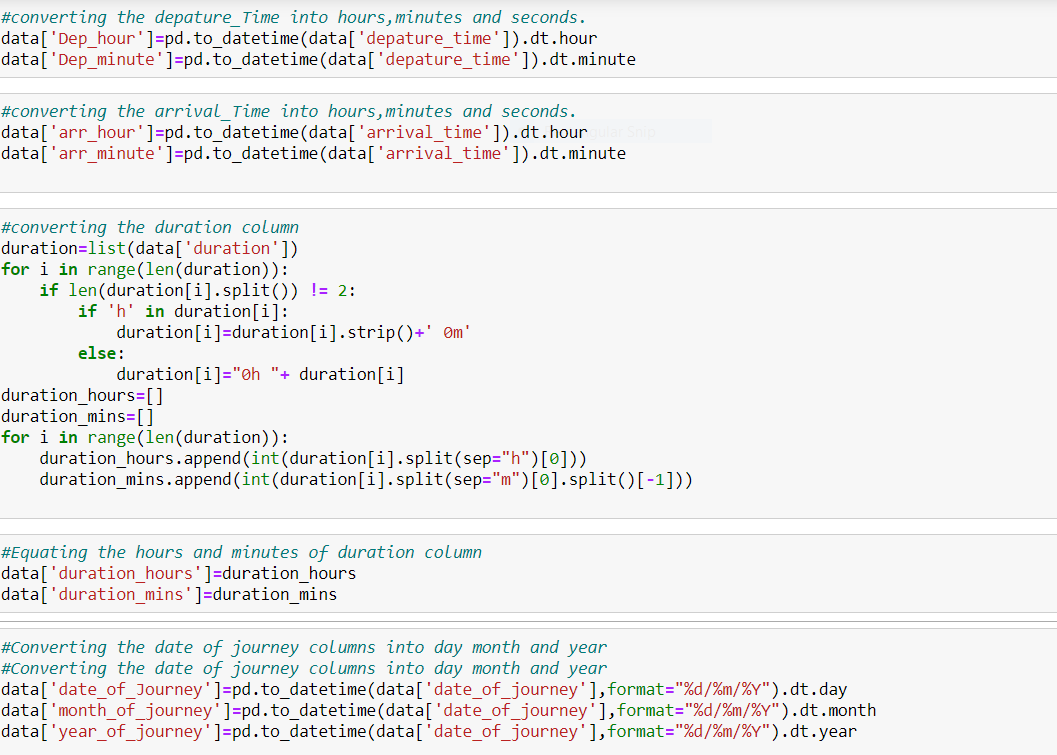 #converting the depature_Time into hours,minutes and seconds.
data['Dep_hour']=pd.to_datetime(data['depature_time']).dt.hour
data['Dep_minute']=pd.to_datetime(data['depature_time']).dt.minute
#converting the arrival_Time into hours,minutes and seconds.
data['arr_hour']=pd.to_datetime(data['arrival_time']).dt.hour
data['arr_minute']=pd.to_datetime(data['arrival_time']).dt.minute
#converting the duration column
duration=list(data['duration'])
for i in range(len(duration)):
    if len(duration[i].split()) != 2:
        if 'h' in duration[i]:
            duration[i]=duration[i].strip()+' 0m'
        else:
            duration[i]="0h "+ duration[i]
duration_hours=[]
duration_mins=[]
for i in range(len(duration)):
    duration_hours.append(int(duration[i].split(sep="h")[0]))
    duration_mins.append(int(duration[i].split(sep="m")[0].split()[-1]))
#Equating the hours and minutes of duration column
data['duration_hours']=duration_hours
data['duration_mins']=duration_mins
#Converting the date of journey columns into day month and year
#Converting the date of journey columns into day month and year
data['date_of_Journey']=pd.to_datetime(data['date_of_journey'],format="%d/%m/%Y").dt.day
data['month_of_journey']=pd.to_datetime(data['date_of_journey'],format="%d/%m/%Y").dt.month
data['year_of_journey']=pd.to_datetime(data['date_of_journey'],format="%d/%m/%Y").dt.year